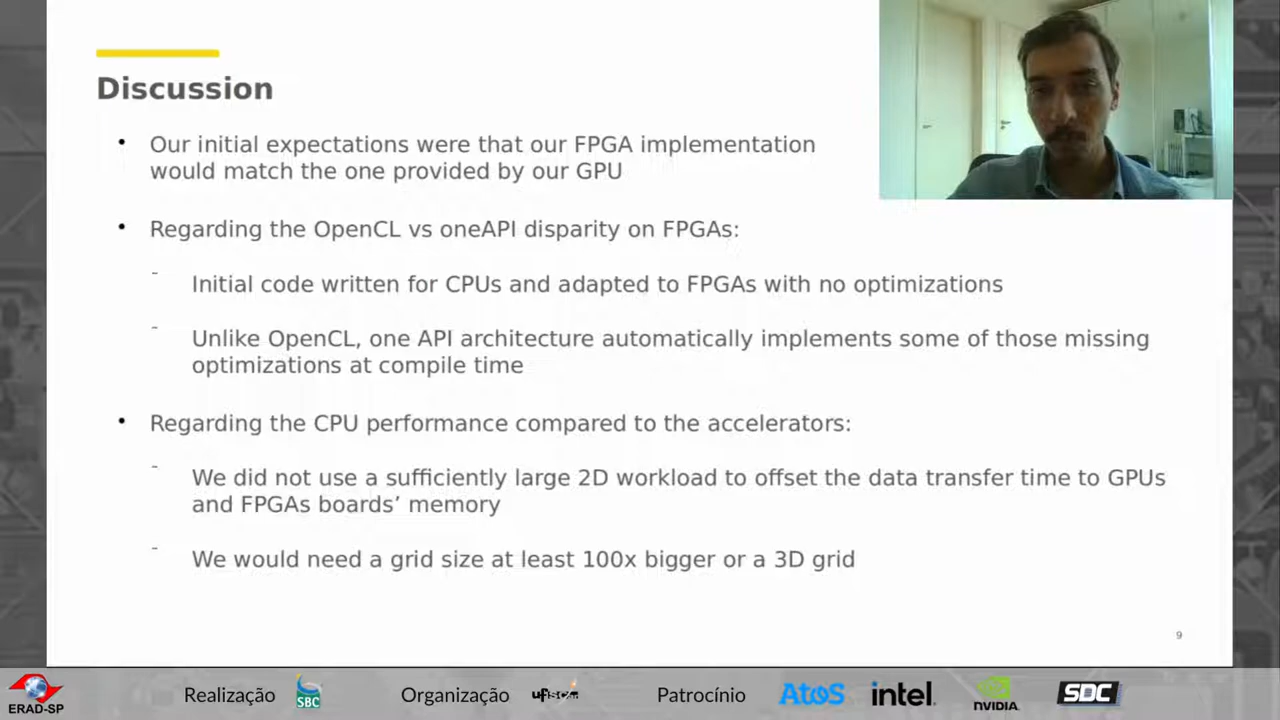 Discussion
Our initial expectations were that our FPGA implementation
would match the one provided by our GPU
Regarding the OpenCL vs oneAPI disparity on FPGAs:
Initial code written for CPUs and adapted to FPGAs with no optimizations
Unlike OpenCL, one API architecture automatically implements some of those missing
optimizations at compile time
Regarding the CPU performance compared to the accelerators:
We did not use a sufficiently large 2D workload to offset the data transfer time to GPUs
and FPGAs boards’ memory
We would need a grid size at least 100x bigger or a 3D grid
9
ERAD-SP
Realização
SBC
Organização
Patrocínio
Atos
intel.
NVIDIA.
SDC